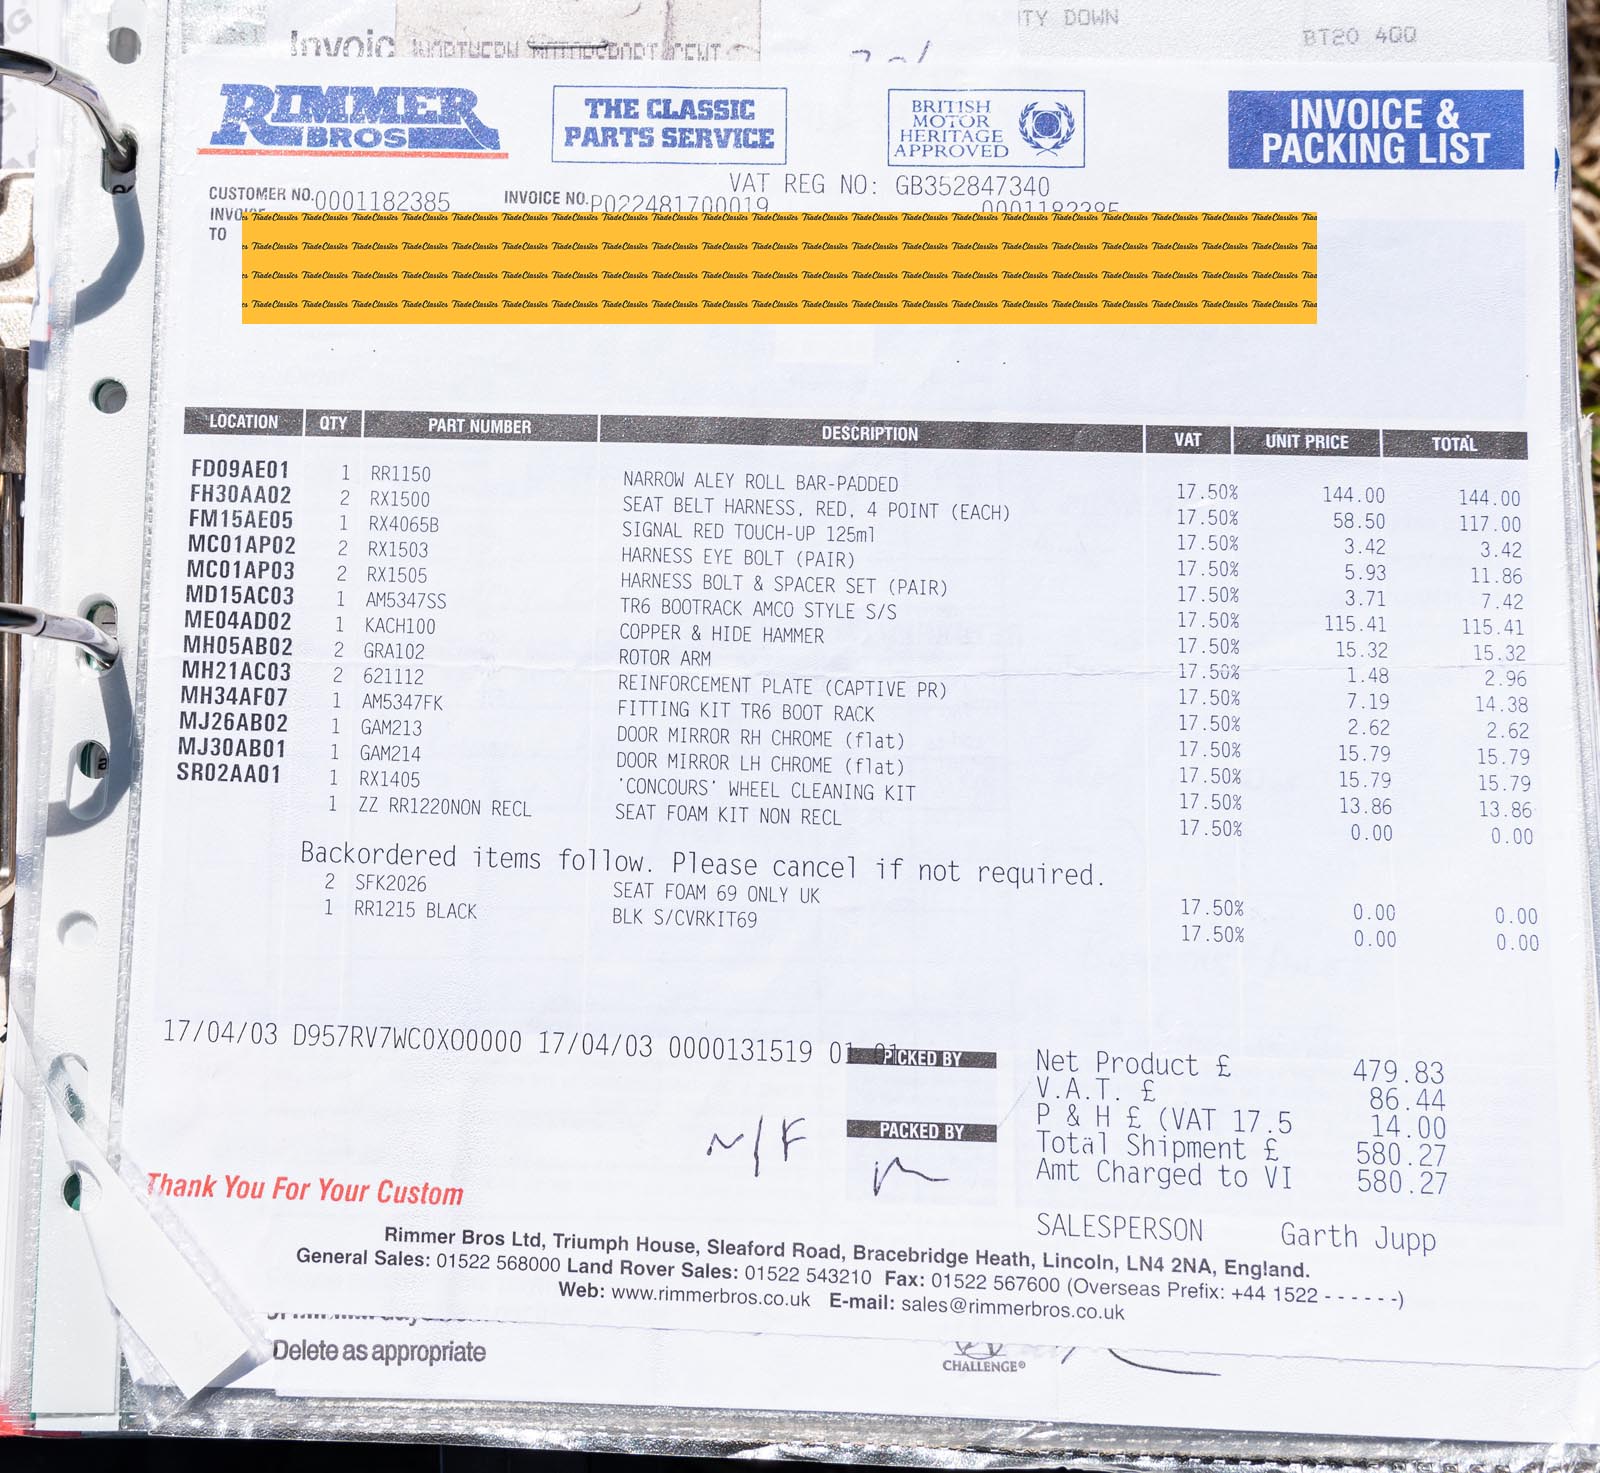 Invoic
ITY DOWN
BT20 4QQ
RIMMER
BROS
THE CLASSIC
PARTS SERVICE
BRITISH
MOTOR
HERITAGE
APPROVED
INVOICE &
PACKING LIST
VAT REG NO: GB352847340
CUSTOMER NO. 0001182385 INVOICE NO. P022481700019 0001182385
INVOICE
TO
LOCATION QTY PART NUMBER DESCRIPTION VAT UNIT PRICE TOTAL
FD09AE01 1 RR1150 NARROW ALEY ROLL BAR-PADDED 17.50% 144.00 144.00
FH30AA02 2 RX1500 SEAT BELT HARNESS, RED, 4 POINT (EACH) 17.50% 58.50 117.00
FM15AE05 1 RX4065B SIGNAL RED TOUCH-UP 125ml 17.50% 3.42 3.42
MC01AP02 2 RX1503 HARNESS EYE BOLT (PAIR) 17.50% 5.93 11.86
MC01AP03 2 RX1505 HARNESS BOLT & SPACER SET (PAIR) 17.50% 3.71 7.42
MD15AC03 1 AM5347SS TR6 BOOTRACK AMCO STYLE S/S 17.50% 115.41 115.41
ME04AD02 1 KACH100 COPPER & HIDE HAMMER 17.50% 15.32 15.32
MH05AB02 2 GRA102 ROTOR ARM 17.50% 1.48 2.96
MH21AC03 2 621112 REINFORCEMENT PLATE (CAPTIVE PR) 17.50% 7.19 14.38
MH34AF07 1 AM5347FK FITTING KIT TR6 BOOT RACK 17.50% 2.62 2.62
MJ26AB02 1 GAM213 DOOR MIRROR RH CHROME (flat) 17.50% 15.79 15.79
MJ30AB01 1 GAM214 DOOR MIRROR LH CHROME (flat) 17.50% 15.79 15.79
SR02AA01 1 RX1405 'CONCOURS' WHEEL CLEANING KIT 17.50% 13.86 13.86
1 ZZ RR1220NON RECL SEAT FOAM KIT NON RECL 17.50% 0.00 0.00
Backordered items follow. Please cancel if not required.
2 SFK2026 SEAT FOAM 69 ONLY UK 17.50% 0.00 0.00
1 RR1215 BLACK BLK S/CVRKIT69 17.50% 0.00 0.00
17/04/03 D957RV7WC0XO0000 17/04/03 0000131519 01 01
PICKED BY
PACKED BY
N/F
Net Product £ 479.83
V.A.T. £ 86.44
P & H £ (VAT 17.5 14.00
Total Shipment £ 580.27
Amt Charged to VI 580.27
SALESPERSON Garth Jupp
Thank You For Your Custom
Rimmer Bros Ltd, Triumph House, Sleaford Road, Bracebridge Heath, Lincoln, LN4 2NA, England.
General Sales: 01522 568000 Land Rover Sales: 01522 543210 Fax: 01522 567600 (Overseas Prefix: +44 1522 - - - - - -)
Web: www.rimmerbros.co.uk E-mail: sales@rimmerbros.co.uk
Delete as appropriate
CHALLENGE®